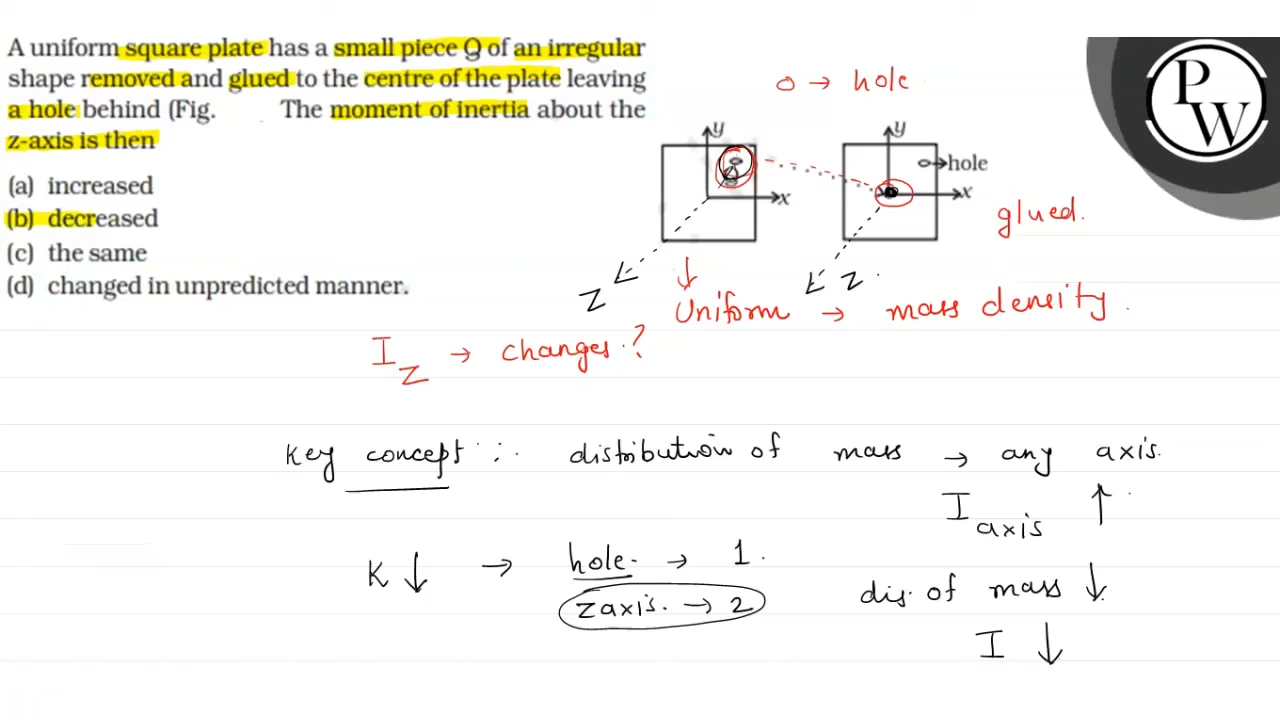 A uniform square plate has a small piece Q of an irregular
shape removed and glued to the centre of the plate leaving
a hole behind (Fig. The moment of inertia about the
z-axis is then
(a) increased
(b) decreased
(c) the same
(d) changed in unpredicted manner.
O → hole
y
x
Z
y
hole
x
Z
glued.
PW
Uniform → mass density.
I_Z → changes?
Key concept :. distribution of mass → any axis.
I_axis ↑
K ↓ → hole. → 1.
Z axis. → 2
dis. of mass ↓
I ↓